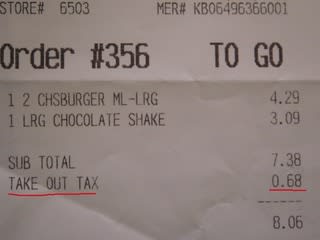 STORE# 6503 MER# KB06496366001
Order #356 TO GO
1 2 CHSBURGER ML-LRG 4.29
1 LRG CHOCOLATE SHAKE 3.09
SUB TOTAL 7.38
TAKE OUT TAX 0.68
------
8.06